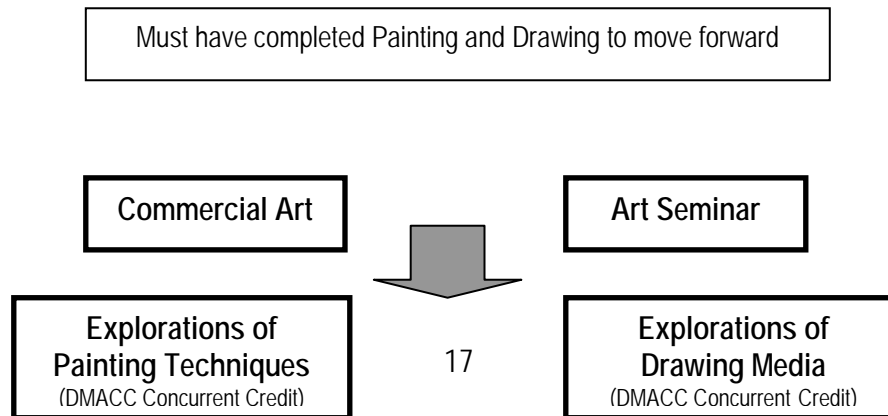 Must have completed Painting and Drawing to move forward
Commercial Art
Art Seminar
Explorations of
Painting Techniques
(DMACC Concurrent Credit)
17
Explorations of
Drawing Media
(DMACC Concurrent Credit)